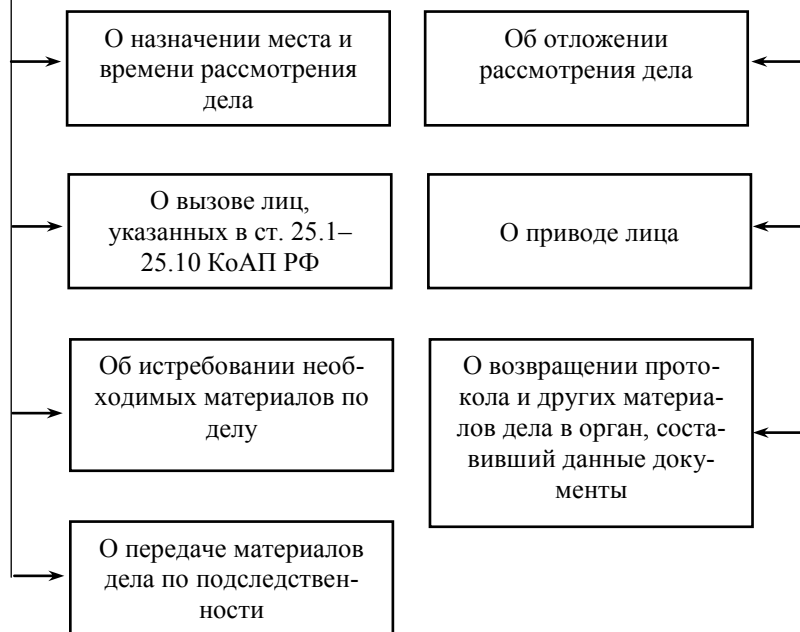 О назначении места и
времени рассмотрения
дела
Об отложении
рассмотрения дела
О вызове лиц,
указанных в ст. 25.1–
25.10 КоАП РФ
О приводе лица
Об истребовании необ-
ходимых материалов по
делу
О возвращении прото-
кола и других материа-
лов дела в орган, соста-
вивший данные доку-
менты
О передаче материалов
дела по подследствен-
ности